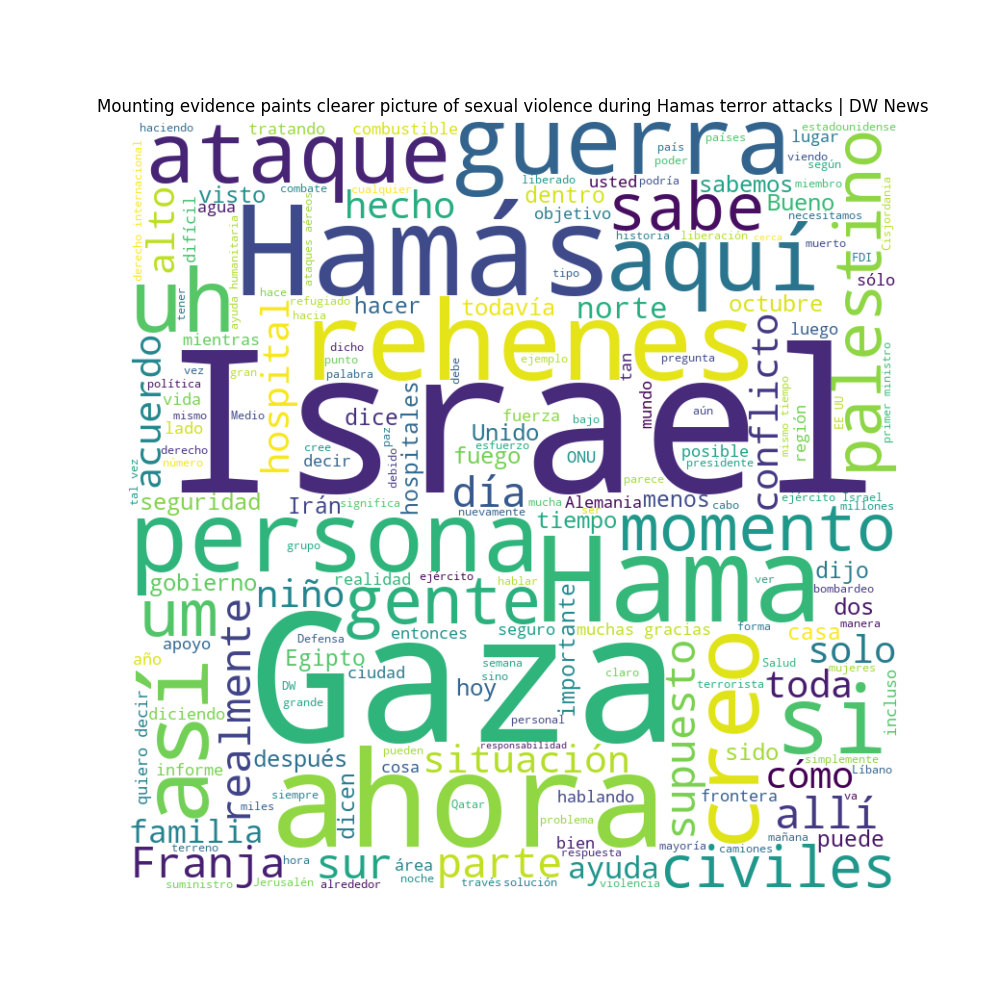 Mounting evidence paints clearer picture of sexual violence during Hamas terror attacks | DW News
haciendo
tratando
combustible
guerra
país
países
lugar
estadounidense
ataque
poder
viendo
según
derecho internacional
alto
visto
combate
cualquier
liberado
usted
podría
sabemos
miembro
palestino
agua
difícil
hecho
dentro
objetivo
sabe
Bueno
necesitamos
Cisjordania
ayuda humanitaria
ataques aéreos
Hamás
historia
liberación
cerca
muerto
FDI
aquí
tipo
sólo
uh
tener
hace
refugiado
hacia
hacer
todavía
norte
octubre
acuerdo
mientras
hospital
rehenes
conflicto
luego
dicho
punto
palabra
ejemplo
debe
tan
pregunta
vez
gran
política
vida
mismo
Medio
lado
derecho
número
Israel
dice
hospitales
fuerza
bajo
mundo
aún
EE UU
primer ministro
mismo tiempo
región
cree
decir
paz
debido
Unido
esfuerzo
fuego
ONU
posible
presidente
tal vez
parece
seguridad
Irán
significa
día
mucha
nuevamente
ser
Alemania
menos
cabo
ejército Israel
millones
persona
tiempo
momento
grupo
gobierno
realidad
ejército
hablar
Hama
ver
dijo
bombardeo
niño
gente
importante
dos
manera
um
realmente
apoyo
Defensa
entonces
seguro
muchas gracias
forma
casa
solo
año
Egipto
ciudad
semana
sino
claro
supuesto
creo
Salud
mujeres
terrorista
toda
incluso
quiero decir
así
diciendo
Gaza
DW
grande
hoy
personal
si
informe
después
pueden
cosa
responsabilidad
situación
sido
cómo
simplemente
Líbano
miles
siempre
dicen
ahora
Qatar
hablando
problema
frontera
allí
va
familia
terreno
bien
respuesta
mayoría
camiones
mañana
puede
Franja
hora
sur
área
noche
parte
ayuda
civiles
suministro
Jerusalén
alrededor
través
solución
violencia